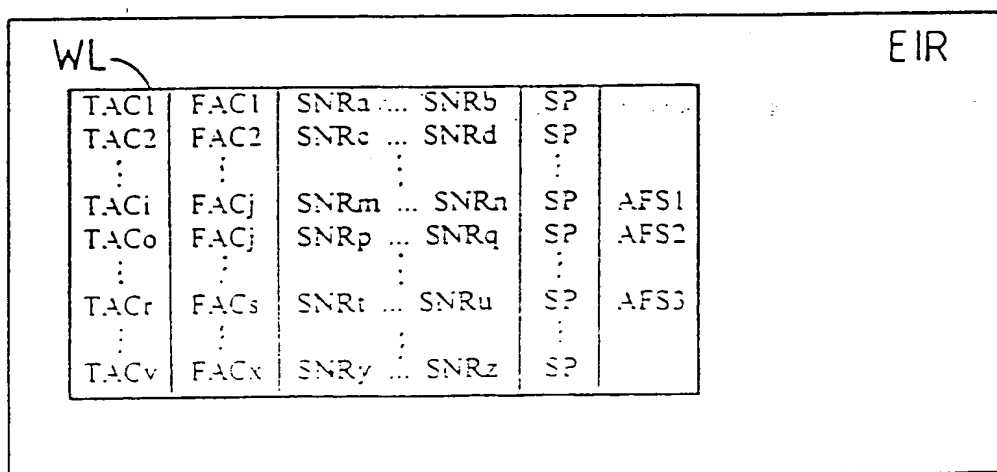 WL
EIR
TAC1 FAC1 SNRa ... SNRb SP
TAC2 FAC2 SNRc ... SNRd SP
TACi FACj SNRm ... SNRn SP AFS1
TACo FACj SNRp ... SNRq SP AFS2
TACr FACs SNRt ... SNRu SP AFS3
TACv FACx SNRy ... SNRz SP